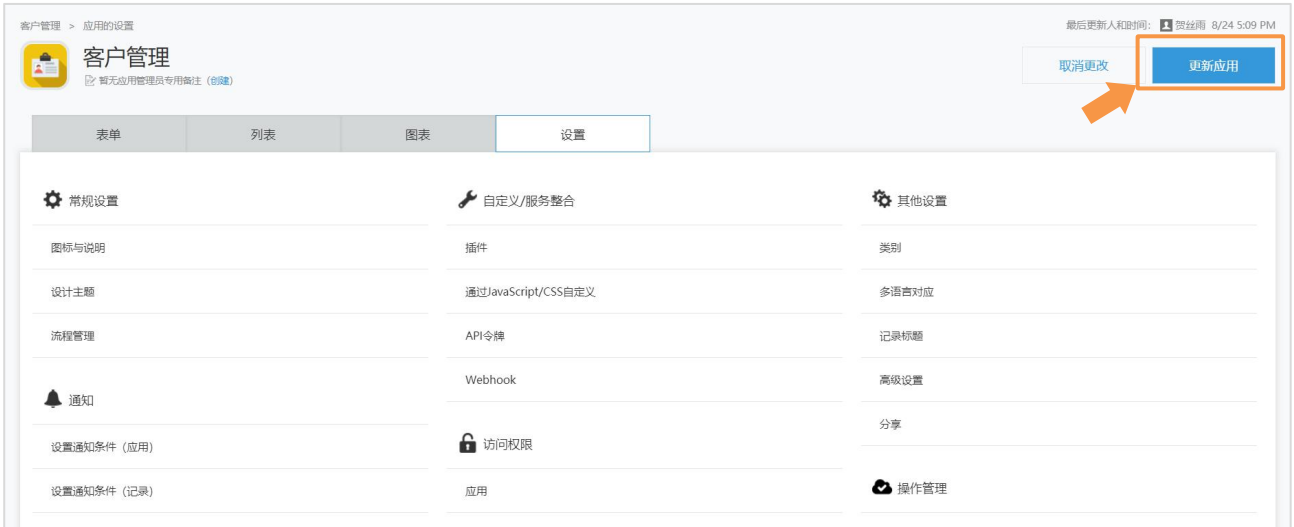 客户管理 > 应用的设置
最后更新人和时间: 贺丝雨 8/24 5:09 PM
客户管理
暂无应用管理员专用备注(创建)
取消更改
更新应用
表单 列表 图表 设置
常规设置
图标与说明
设计主题
流程管理
通知
设置通知条件(应用)
设置通知条件(记录)
自定义/服务整合
插件
通过JavaScript/CSS自定义
API令牌
Webhook
访问权限
应用
其他设置
类别
多语言对应
记录标题
高级设置
分享
操作管理